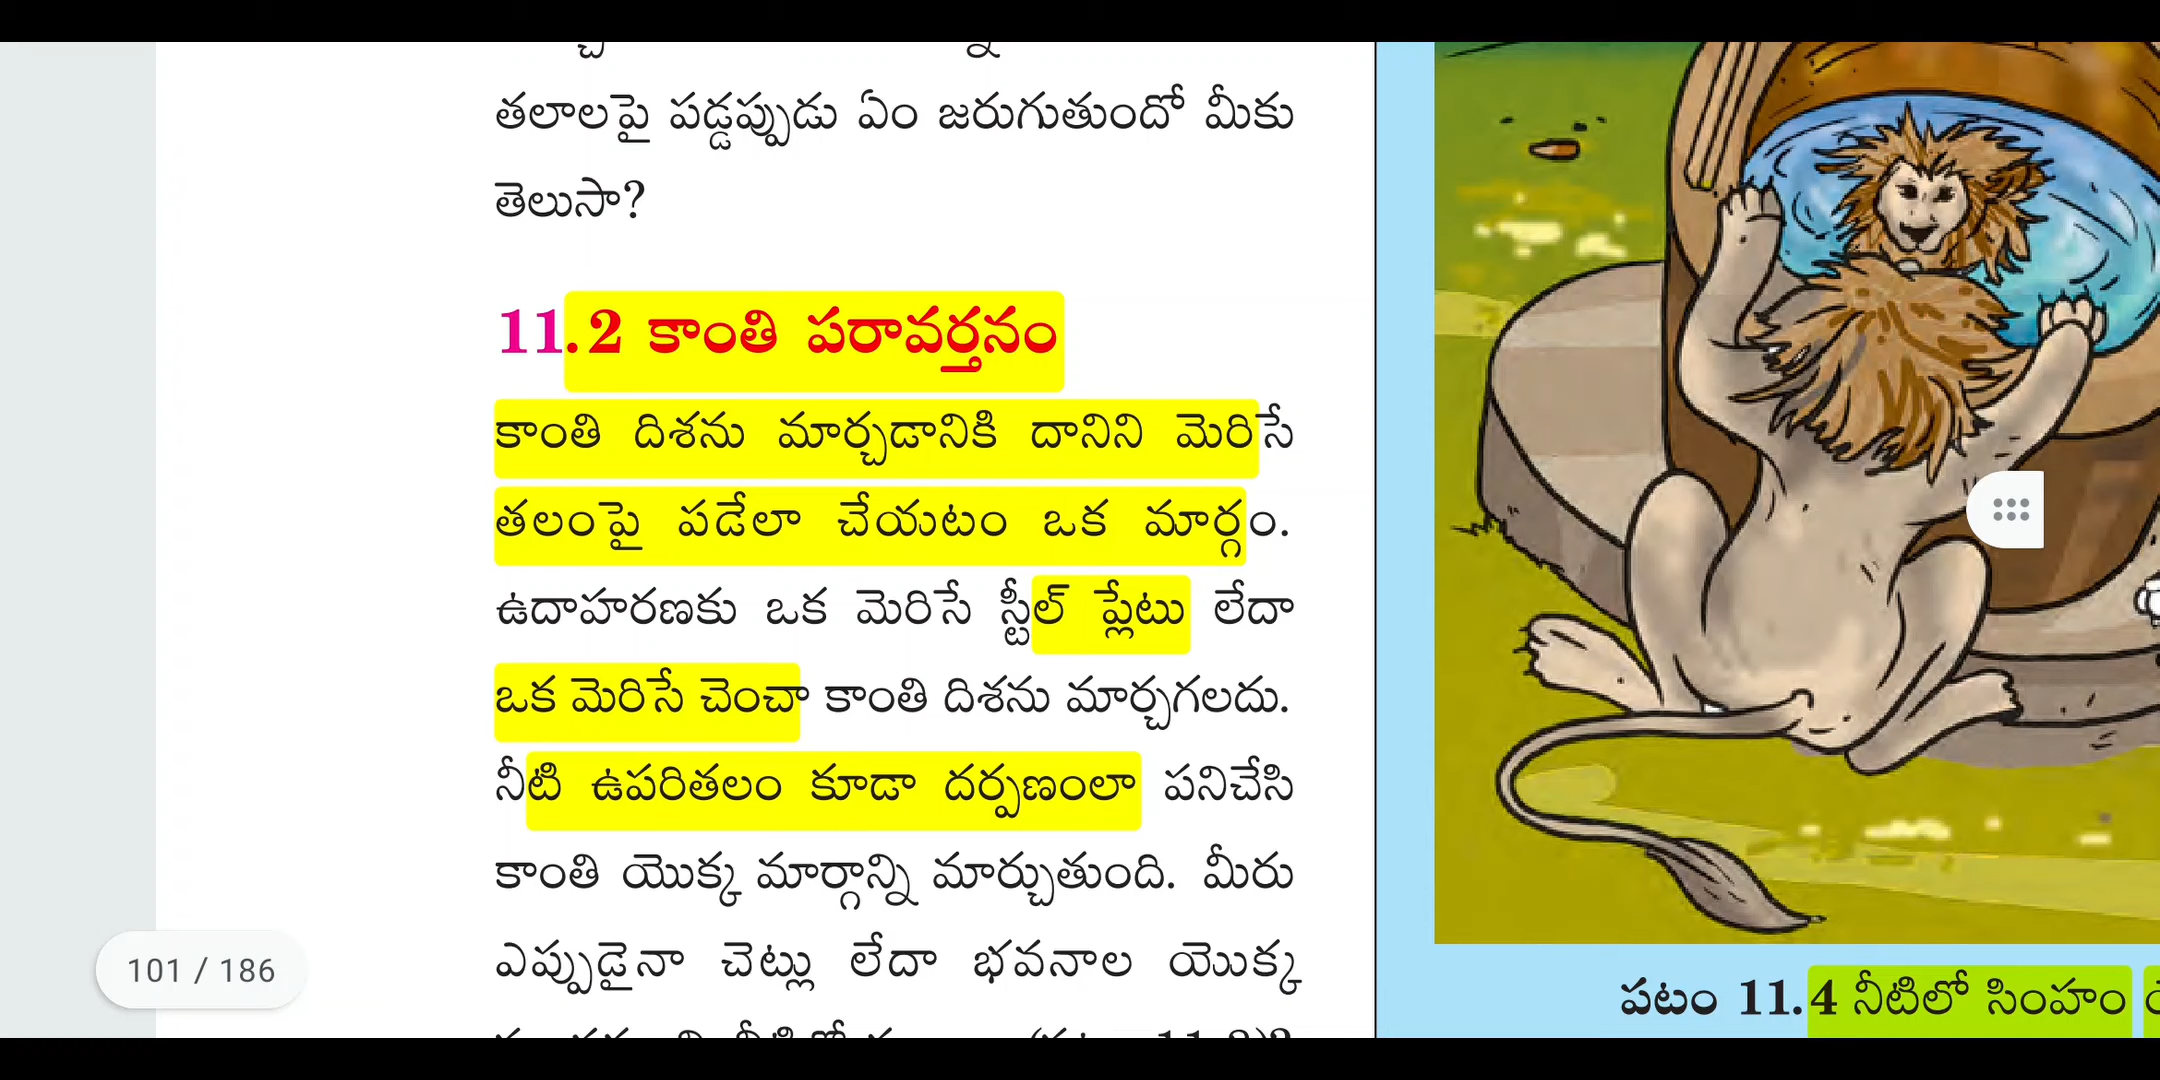 తలాలపై పడ్డప్పుడు ఏం జరుగుతుందో మీకు
తెలుసా?
11.2 కాంతి పరావర్తనం
కాంతి దిశను మార్చడానికి దానిని మెరిసే
తలంపై పడేలా చేయటం ఒక మార్గం.
ఉదాహరణకు ఒక మెరిసే స్టీల్ ప్లేటు లేదా
ఒక మెరిసే చెంచా కాంతి దిశను మార్చగలదు.
నీటి ఉపరితలం కూడా దర్పణంలా పనిచేసి
కాంతి యొక్క మార్గాన్ని మార్చుతుంది. మీరు
ఎప్పుడైనా చెట్లు లేదా భవనాల యొక్క
పటం 11.4 నీటిలో సింహం
101 / 186